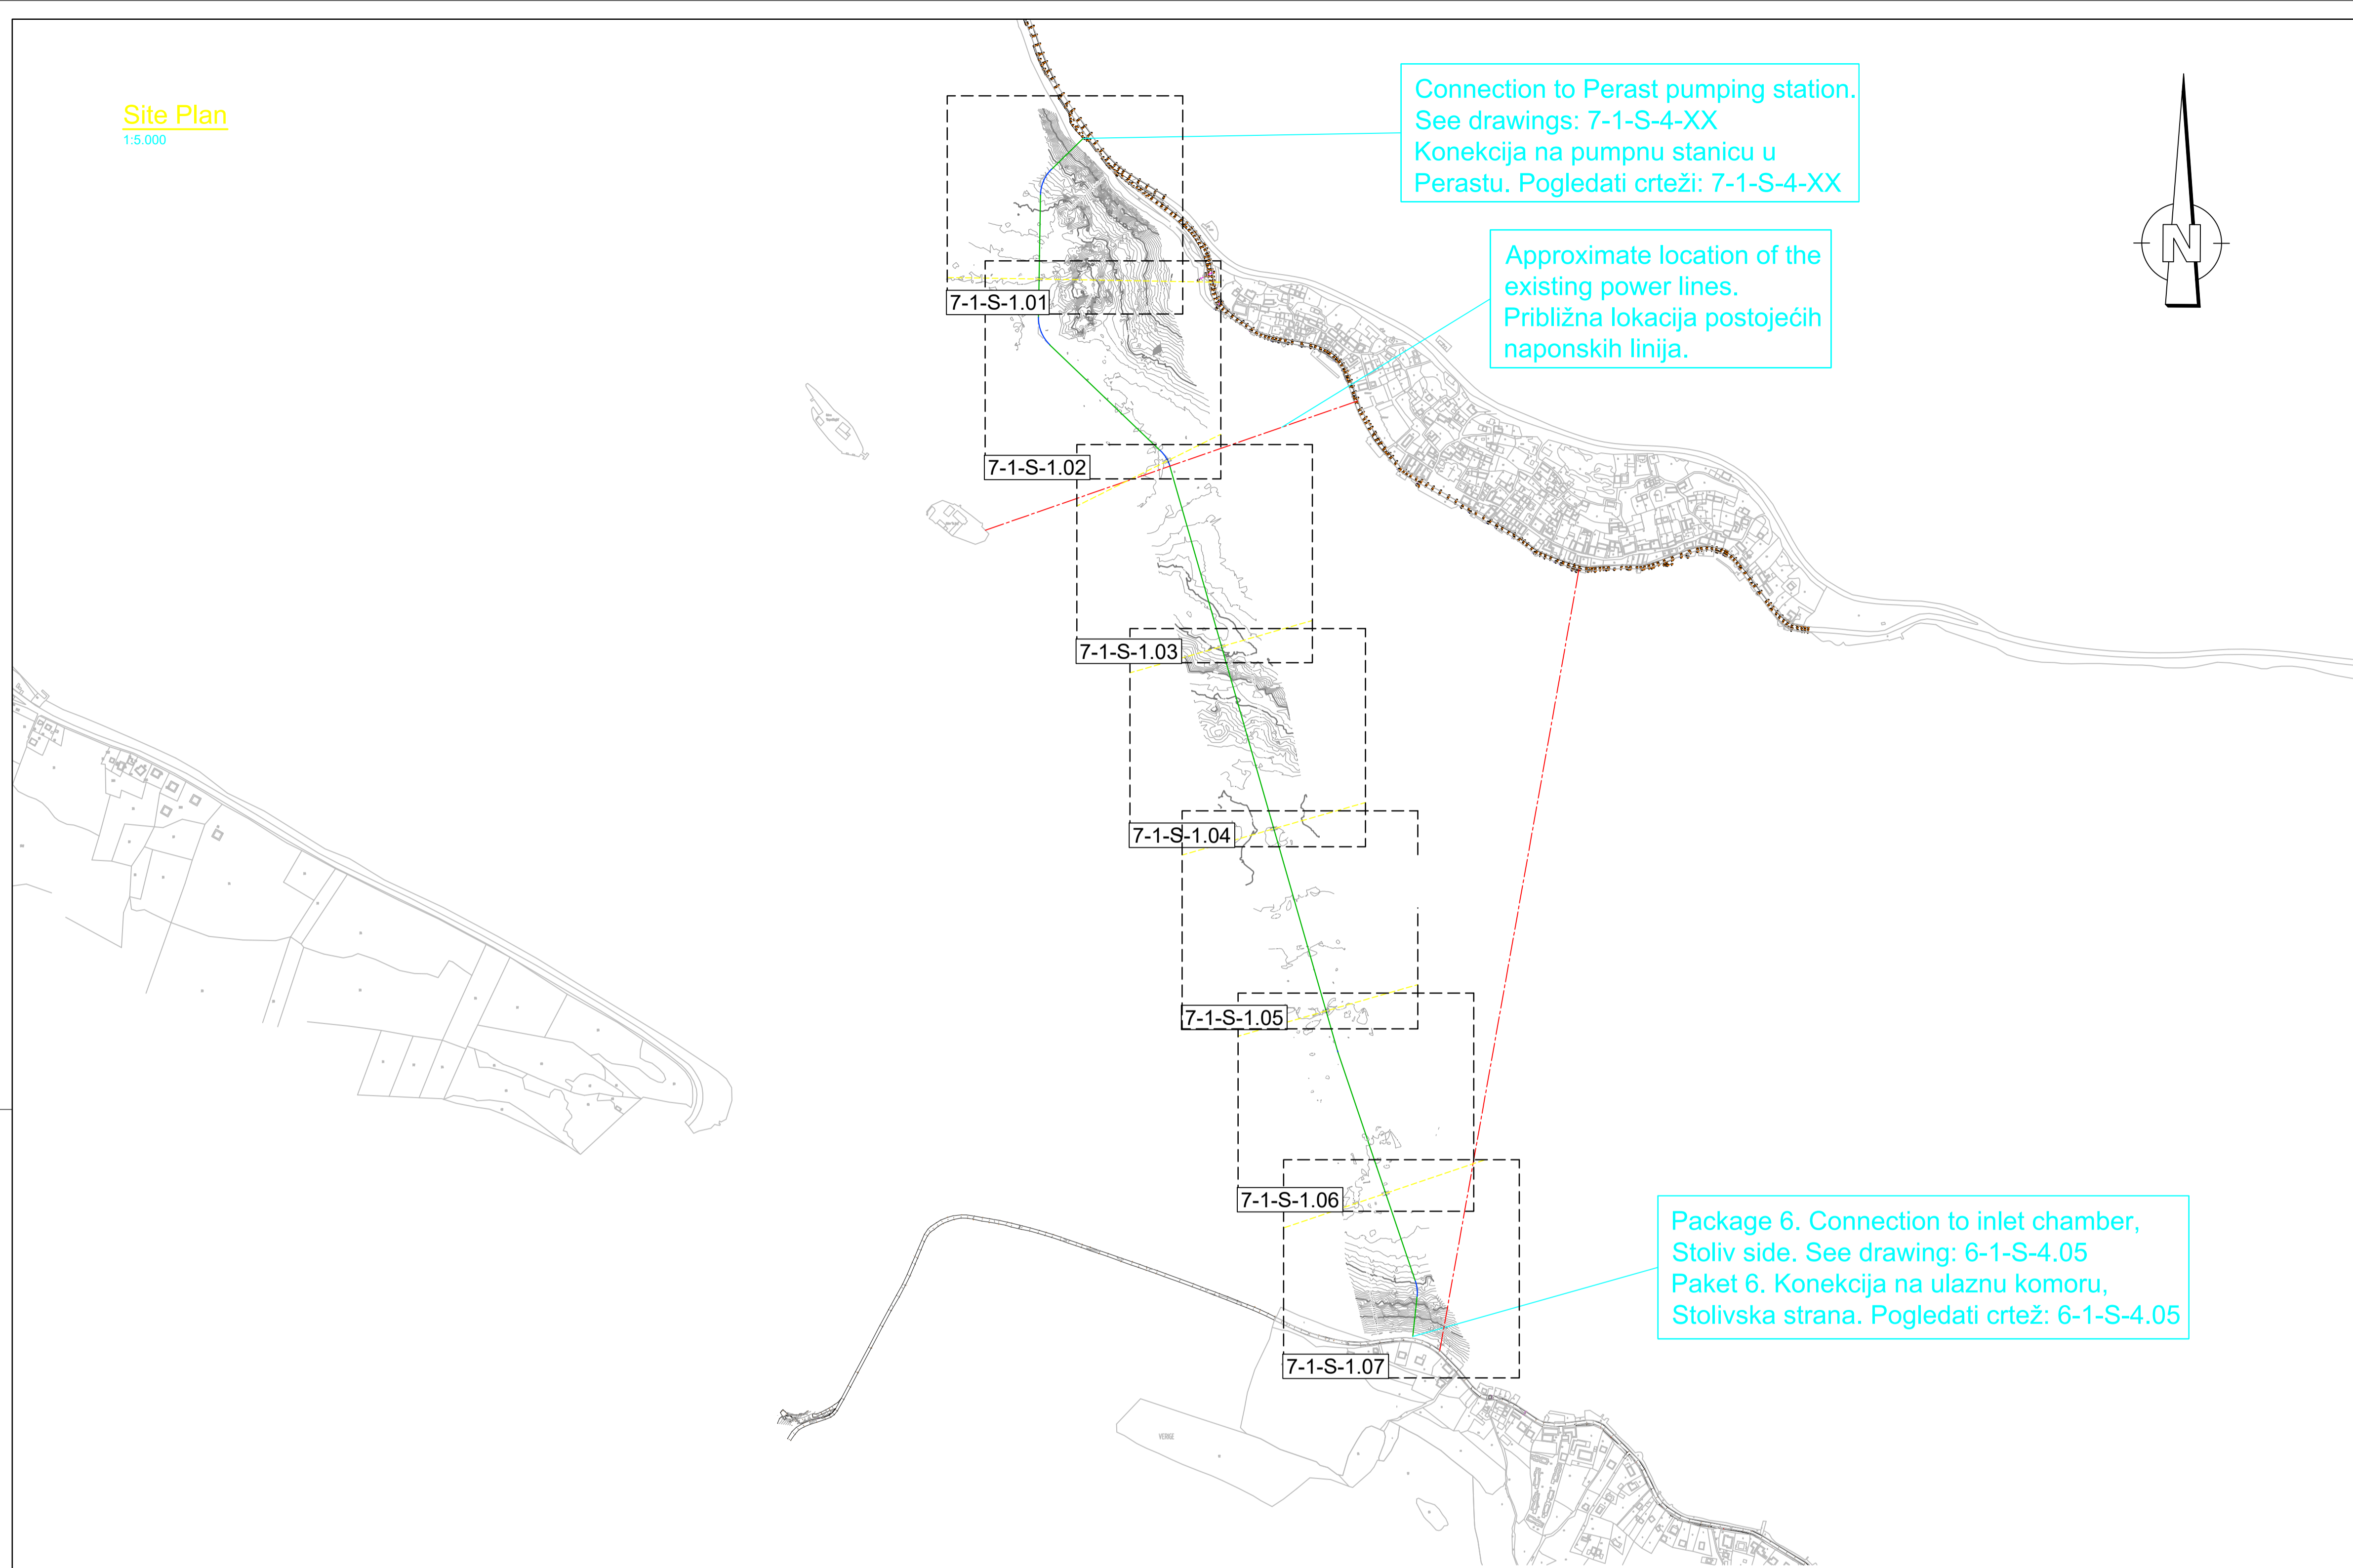 Site Plan
1:5.000
Connection to Perast pumping station.
See drawings: 7-1-S-4-XX
Konekcija na pumpnu stanicu u
Perastu. Pogledati crteži: 7-1-S-4-XX
N
Approximate location of the
existing power lines.
Približna lokacija postojećih
naponskih linija.
7-1-S-1.01
7-1-S-1.02
7-1-S-1.03
7-1-S-1.04
7-1-S-1.05
7-1-S-1.06
Package 6. Connection to inlet chamber,
Stoliv side. See drawing: 6-1-S-4.05
Paket 6. Konekcija na ulaznu komoru,
Stolivska strana. Pogledati crtež: 6-1-S-4.05
7-1-S-1.07
VERIGE